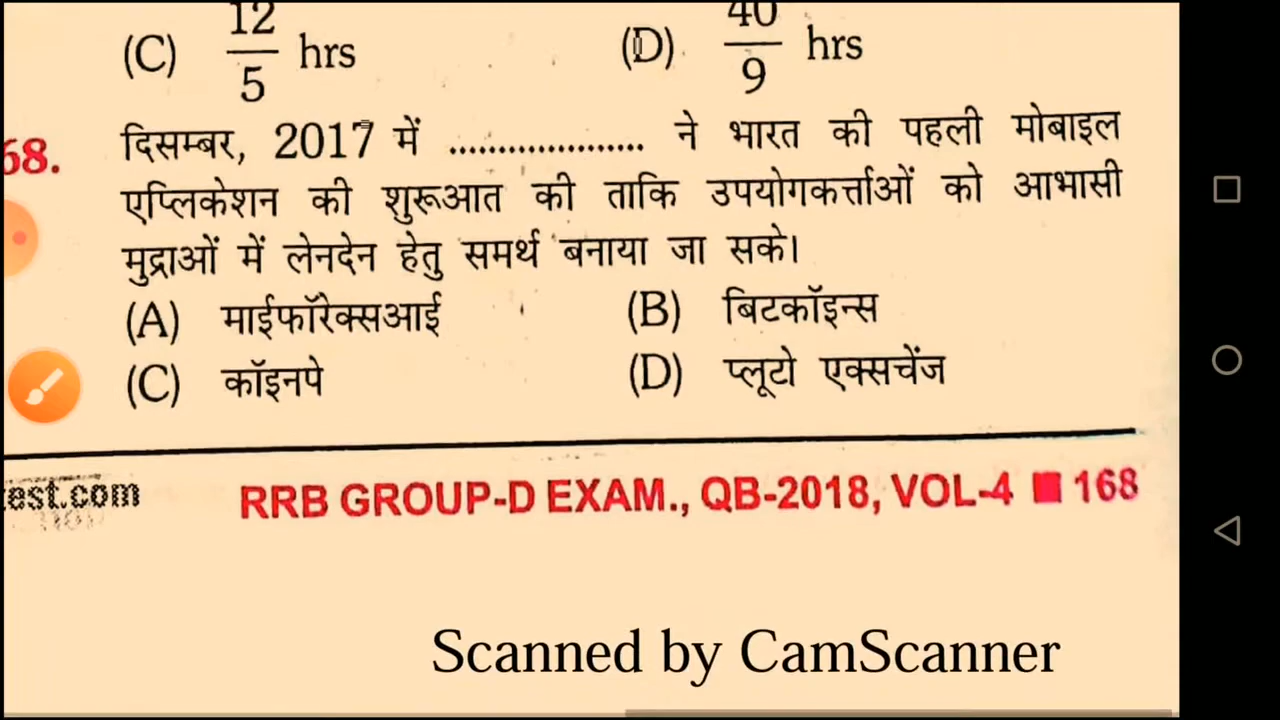 (C) 12/5 hrs (D) 40/9 hrs
68. दिसम्बर, 2017 में .................... ने भारत की पहली मोबाइल
एप्लिकेशन की शुरूआत की ताकि उपयोगकर्त्ताओं को आभासी
मुद्राओं में लेनदेन हेतु समर्थ बनाया जा सके।
(A) माईफॉरेक्सआई (B) बिटकॉइन्स
(C) कॉइनपे (D) प्लूटो एक्सचेंज
est.com RRB GROUP-D EXAM., QB-2018, VOL-4 ■ 168
Scanned by CamScanner